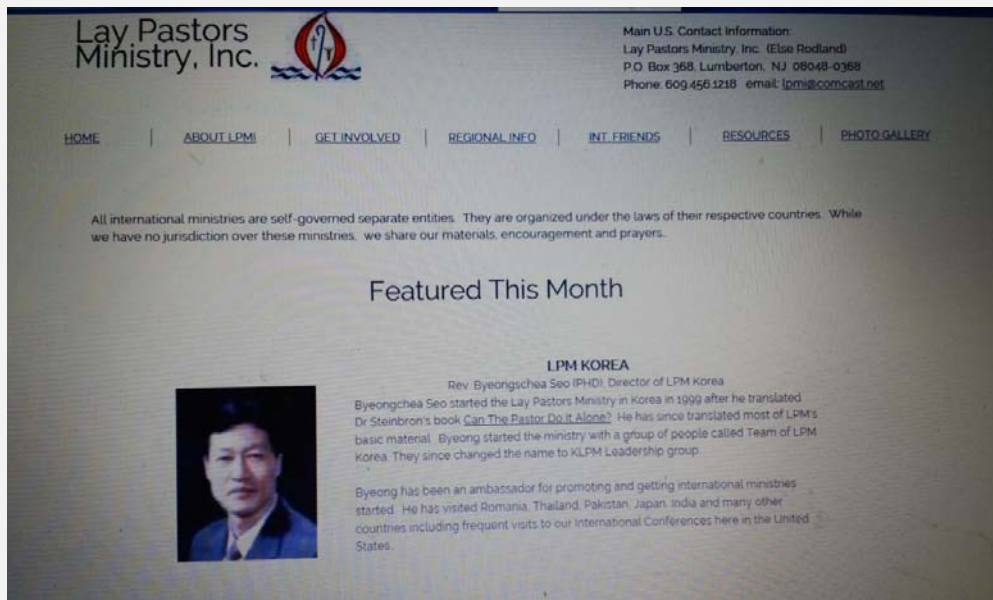 Lay Pastors
Ministry, Inc.
Main U.S. Contact Information:
Lay Pastors Ministry, Inc. (Else Rodland)
P.O. Box 368, Lumberton, NJ 08048-0368
Phone: 609.456.1218 email: lpmi@comcast.net
HOME | ABOUT LPMI | GET INVOLVED | REGIONAL INFO | INT. FRIENDS | RESOURCES | PHOTO GALLERY
All international ministries are self-governed separate entities. They are organized under the laws of their respective countries. While
we have no jurisdiction over these ministries, we share our materials, encouragement and prayers.
Featured This Month
LPM KOREA
Rev. Byeongschea Seo (PHD), Director of LPM Korea
Byeongchea Seo started the Lay Pastors Ministry in Korea in 1999 after he translated
Dr Steinbron's book Can The Pastor Do It Alone? He has since translated most of LPM's
basic material. Byeong started the ministry with a group of people called Team of LPM
Korea. They since changed the name to KLPM Leadership group.
Byeong has been an ambassador for promoting and getting international ministries
started. He has visited Romania, Thailand, Pakistan, Japan, India and many other
countries including frequent visits to our International Conferences here in the United
States.